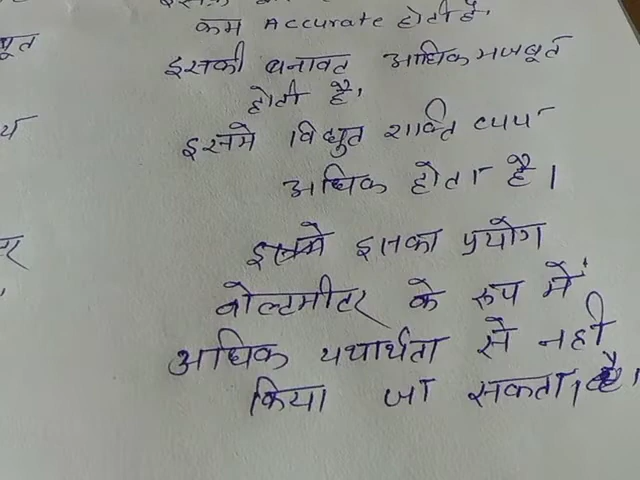 कम Accurate होती है,
इसकी बनावट अधिक मजबूत
होती है,
इसमे विधुत शक्ति व्यय
अधिक होता है।
इसका प्रयोग
वोल्टमीटर के रूप में
अधिक यथार्थता से नही
किया जा सकता है।